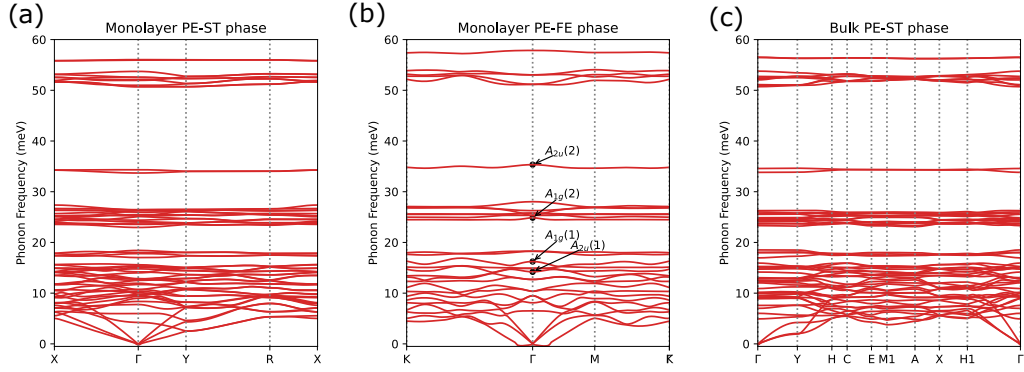 (a)
Monolayer PE-ST phase
Phonon Frequency (meV)
60
50
40
30
20
10
0
X Γ Y R X
(b)
Monolayer PE-FE phase
Phonon Frequency (meV)
60
50
40
30
20
10
0
A2u(2)
A1g(2)
A1g(1)
A2u(1)
K Γ M K
(c)
Bulk PE-ST phase
Phonon Frequency (meV)
60
50
40
30
20
10
0
Γ Y H C E M1 A X H1 Γ